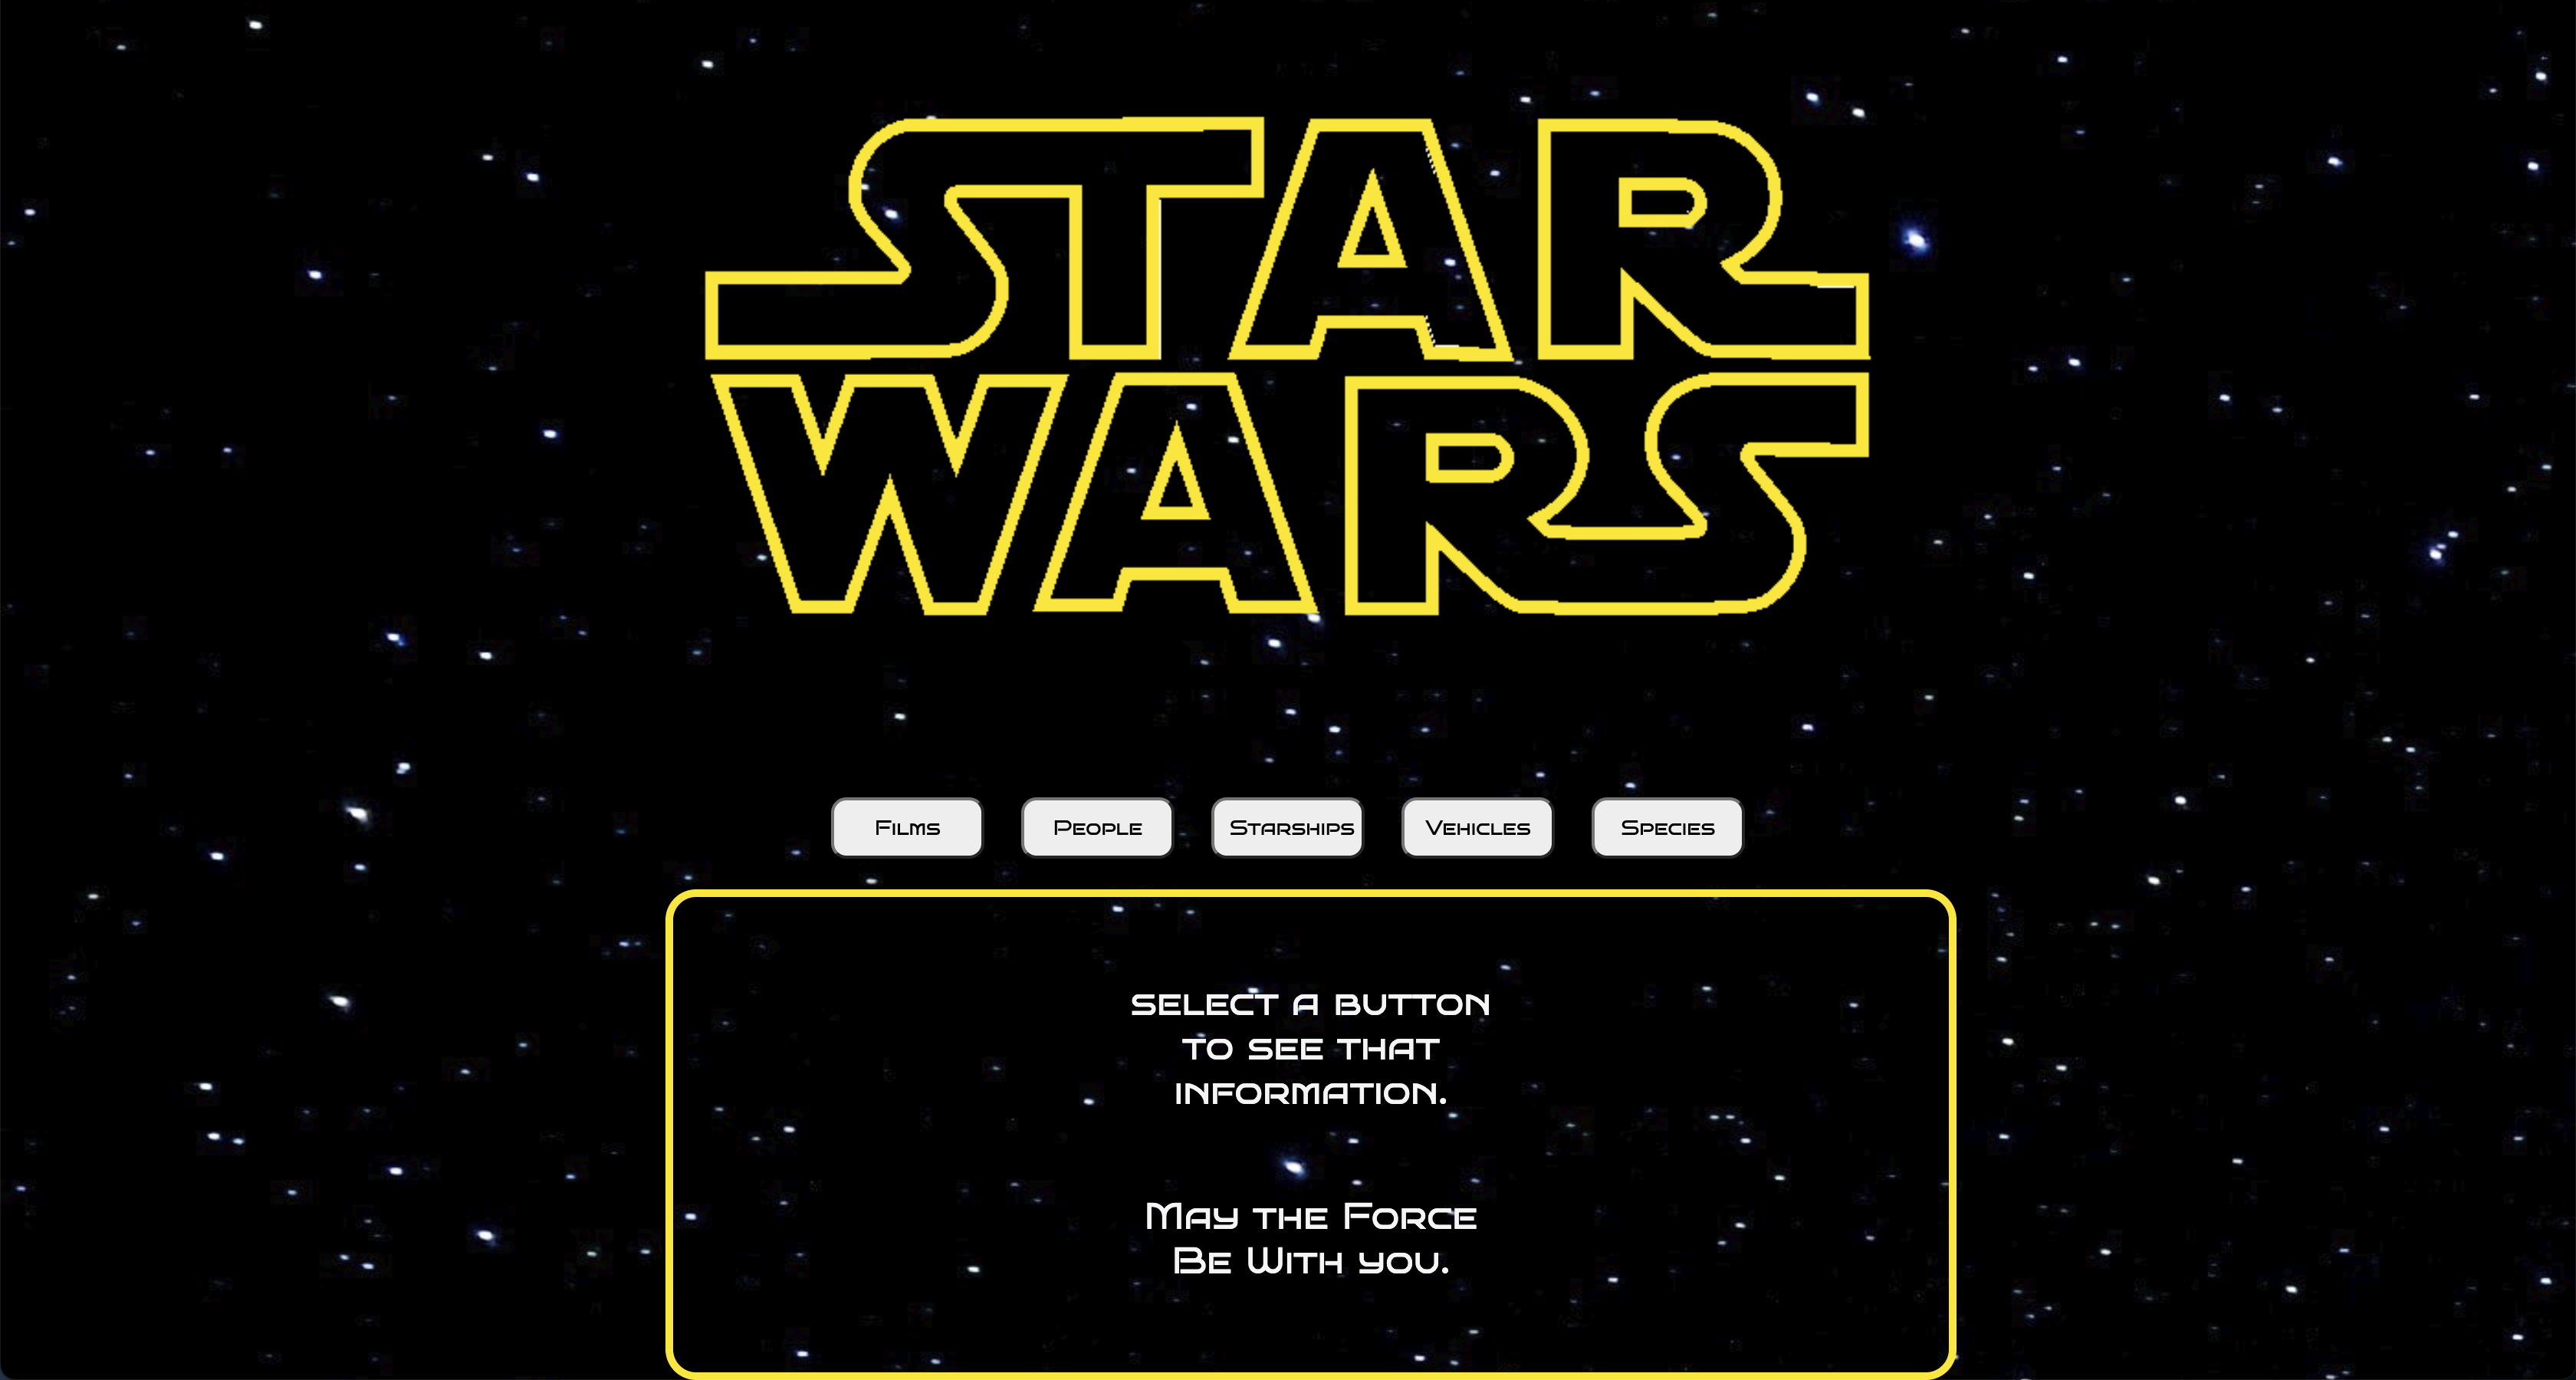 STAR
WARS
Films People Starships Vehicles Species
SELECT A BUTTON
TO SEE THAT
INFORMATION.
May the Force
Be With you.